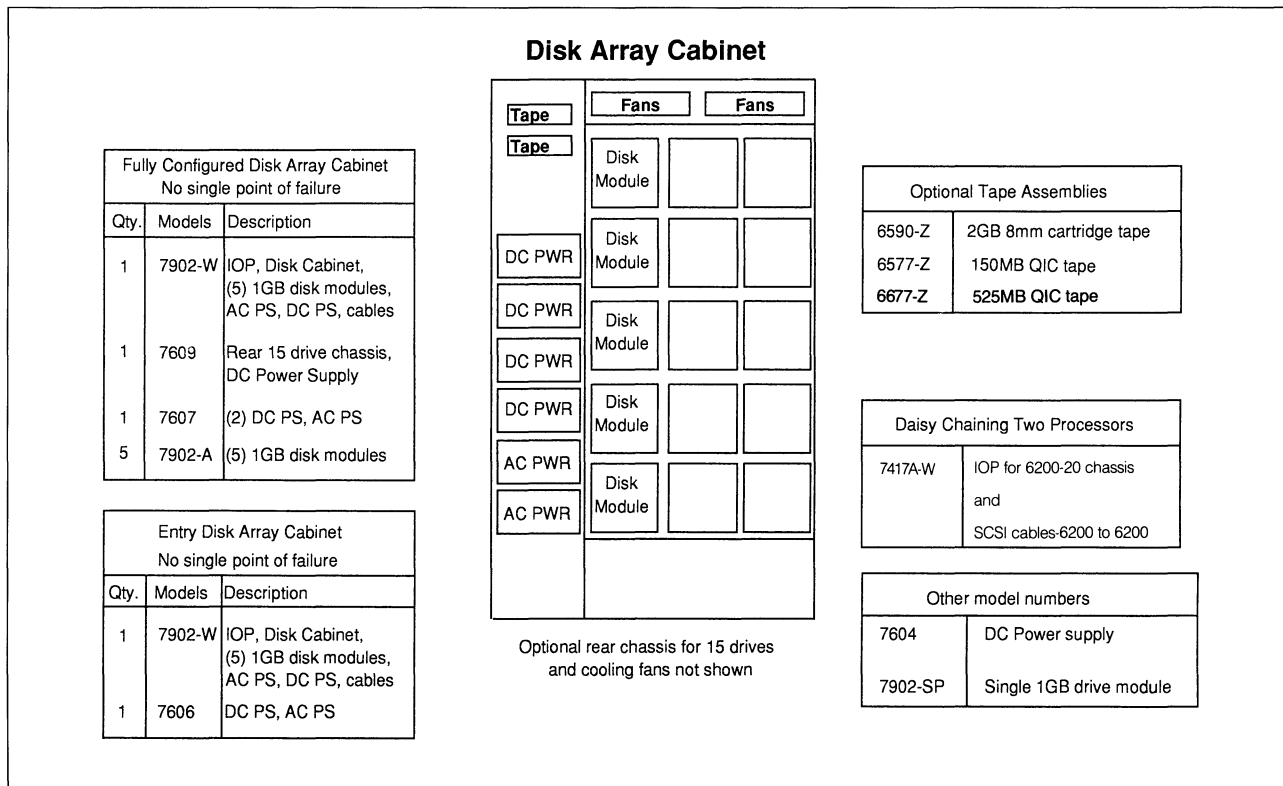 Disk Array Cabinet
Fully Configured Disk Array Cabinet
No single point of failure
Qty. Models Description
1 7902-W IOP, Disk Cabinet,
(5) 1GB disk modules,
AC PS, DC PS, cables
1 7609 Rear 15 drive chassis,
DC Power Supply
1 7607 (2) DC PS, AC PS
5 7902-A (5) 1GB disk modules
Entry Disk Array Cabinet
No single point of failure
Qty. Models Description
1 7902-W IOP, Disk Cabinet,
(5) 1GB disk modules,
AC PS, DC PS, cables
1 7606 DC PS, AC PS
Tape
Tape
DC PWR
DC PWR
DC PWR
DC PWR
AC PWR
AC PWR
Fans Fans
Disk
Module
Disk
Module
Disk
Module
Disk
Module
Disk
Module
Optional rear chassis for 15 drives
and cooling fans not shown
Optional Tape Assemblies
6590-Z 2GB 8mm cartridge tape
6577-Z 150MB QIC tape
6677-Z 525MB QIC tape
Daisy Chaining Two Processors
7417A-W IOP for 6200-20 chassis
and
SCSI cables-6200 to 6200
Other model numbers
7604 DC Power supply
7902-SP Single 1GB drive module